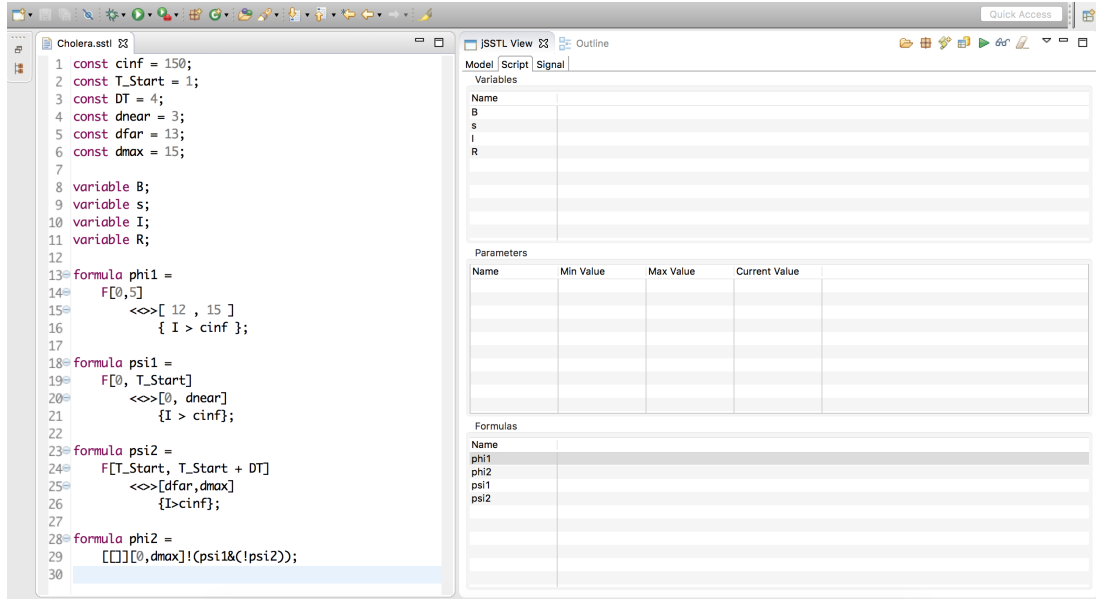 Quick Access
Cholera.sstl
1 const cinf = 150;
2 const T_Start = 1;
3 const DT = 4;
4 const dnear = 3;
5 const dfar = 13;
6 const dmax = 15;
7
8 variable B;
9 variable s;
10 variable I;
11 variable R;
12
13 formula phi1 =
14 F[0,5]
15 <<>>[ 12 , 15 ]
16 { I > cinf };
17
18 formula psi1 =
19 F[0, T_Start]
20 <<>>[0, dnear]
21 {I > cinf};
22
23 formula psi2 =
24 F[T_Start, T_Start + DT]
25 <<>>[dfar,dmax]
26 {I>cinf};
27
28 formula phi2 =
29 [[]][0,dmax]!(psi1&(!psi2));
30
jSSTL View Outline
Model Script Signal
Variables
Name
B
s
I
R
Parameters
Name Min Value Max Value Current Value
Formulas
Name
phi1
phi2
psi1
psi2